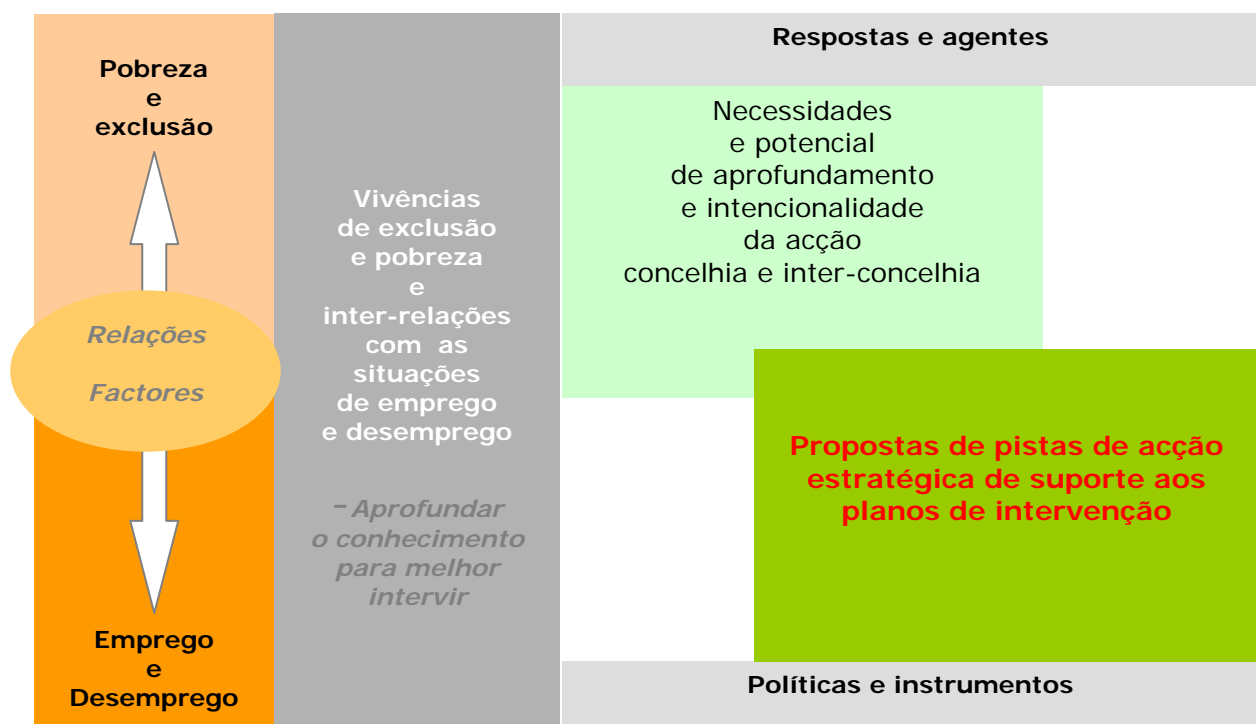 Pobreza
e
exclusão
Relações
Factores
Emprego
e
Desemprego
Vivências
de exclusão
e pobreza
e
inter-relações
com as
situações
de emprego
e desemprego
– Aprofundar
o conhecimento
para melhor
intervir
Respostas e agentes
Necessidades
e potencial
de aprofundamento
e intencionalidade
da acção
concelhia e inter-concelhia
Propostas de pistas de acção
estratégica de suporte aos
planos de intervenção
Políticas e instrumentos